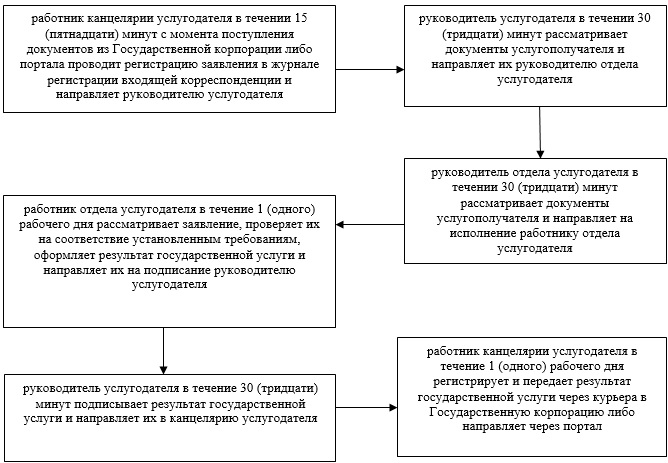 работник канцелярии услугодателя в течении 15
(пятнадцати) минут с момента поступления
документов из Государственной корпорации либо
портала проводит регистрацию заявления в журнале
регистрации входящей корреспонденции и
направляет руководителю услугодателя
руководитель услугодателя в течении 30
(тридцати) минут рассматривает
документы услугополучателя и
направляет их руководителю отдела
услугодателя
руководитель отдела услугодателя в
течении 30 (тридцати) минут
рассматривает документы
услугополучателя и направляет на
исполнение работнику отдела
услугодателя
работник отдела услугодателя в течение 1 (одного)
рабочего дня рассматривает заявление, проверяет их
на соответствие установленным требованиям,
оформляет результат государственной услуги и
направляет их на подписание руководителю
услугодателя
руководитель услугодателя в течение 30 (тридцати)
минут подписывает результат государственной
услуги и направляет их в канцелярию услугодателя
работник канцелярии услугодателя в
течение 1 (одного) рабочего дня
регистрирует и передает результат
государственной услуги через курьера в
Государственную корпорацию либо
направляет через портал